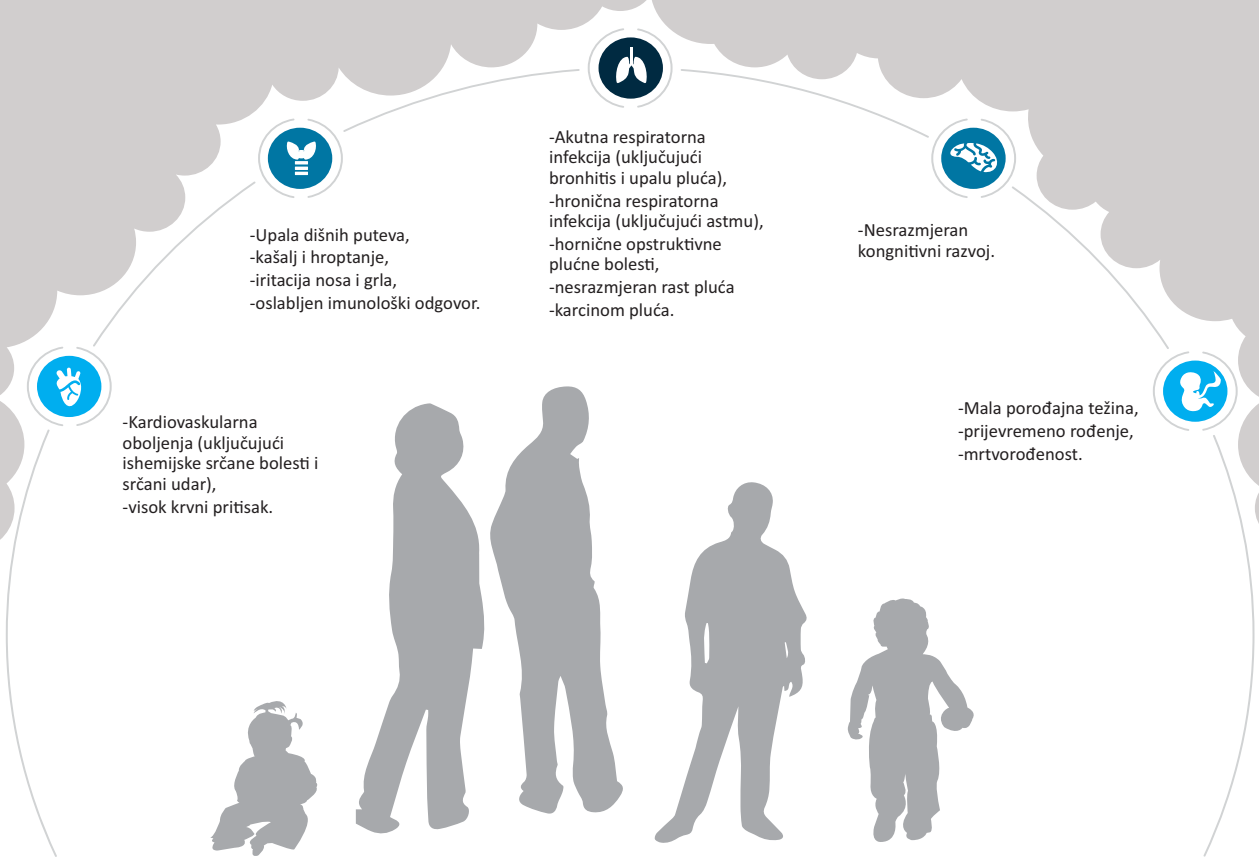 -Kardiovaskularna
oboljenja (uključujući
ishemijske srčane bolesti i
srčani udar),
-visok krvni pritisak.
-Upala dišnih puteva,
-kašalj i hroptanje,
-iritacija nosa i grla,
-oslabljen imunološki odgovor.
-Akutna respiratorna
infekcija (uključujući
bronhitis i upalu pluća),
-hronična respiratorna
infekcija (uključujući astmu),
-hornične opstruktivne
plućne bolesti,
-nesrazmjeran rast pluća
-karcinom pluća.
-Nesrazmjeran
kongnitivni razvoj.
-Mala porođajna težina,
-prijevremeno rođenje,
-mrtvorođenost.